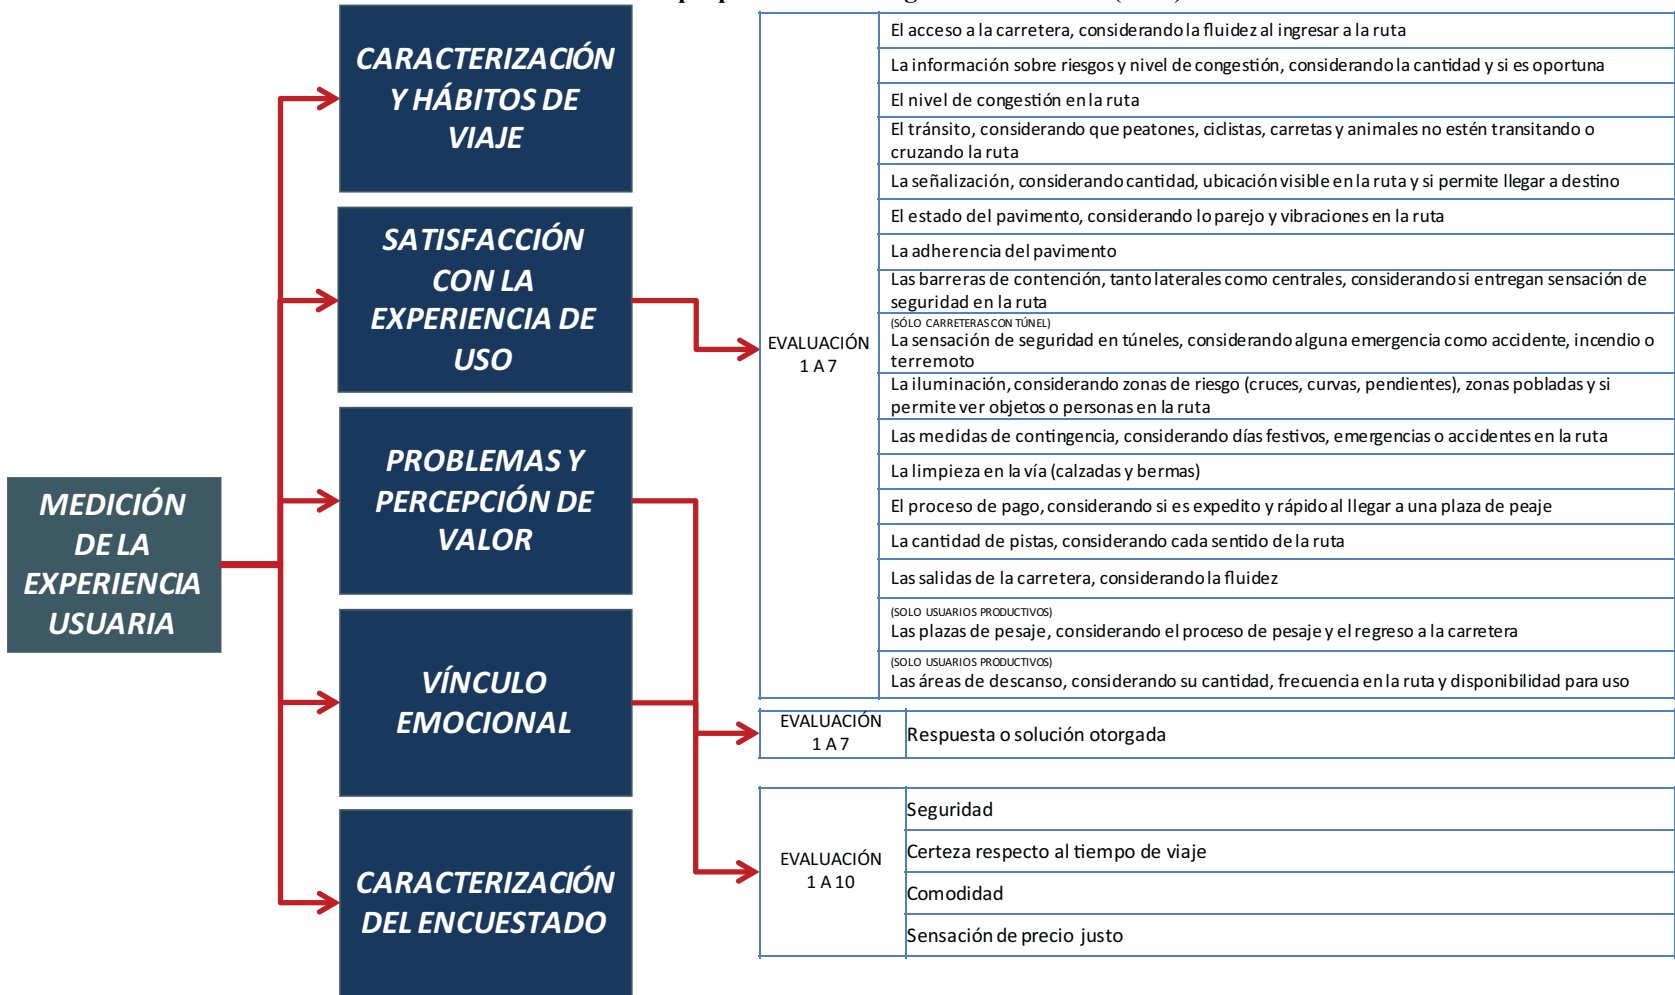 MEDICIÓN
DE LA
EXPERIENCIA
USUARIA
CARACTERIZACIÓN
Y HÁBITOS DE
VIAJE
SATISFACCIÓN
CON LA
EXPERIENCIA DE
USO
PROBLEMAS Y
PERCEPCIÓN DE
VALOR
VÍNCULO
EMOCIONAL
CARACTERIZACIÓN
DEL ENCUESTADO
EVALUACIÓN
1 A 7
El acceso a la carretera, considerando la fluidez al ingresar a la ruta
La información sobre riesgos y nivel de congestión, considerando la cantidad y si es oportuna
El nivel de congestión en la ruta
El tránsito, considerando que peatones, ciclistas, carretas y animales no estén transitando o
cruzando la ruta
La señalización, considerando cantidad, ubicación visible en la ruta y si permite llegar a destino
El estado del pavimento, considerando lo parejo y vibraciones en la ruta
La adherencia del pavimento
Las barreras de contención, tanto laterales como centrales, considerando si entregan sensación de
seguridad en la ruta
(SÓLO CARRETERAS CON TÚNEL)
La sensación de seguridad en túneles, considerando alguna emergencia como accidente, incendio o
terremoto
La iluminación, considerando zonas de riesgo (cruces, curvas, pendientes), zonas pobladas y si
permite ver objetos o personas en la ruta
Las medidas de contingencia, considerando días festivos, emergencias o accidentes en la ruta
La limpieza en la vía (calzadas y bermas)
El proceso de pago, considerando si es expedito y rápido al llegar a una plaza de peaje
La cantidad de pistas, considerando cada sentido de la ruta
Las salidas de la carretera, considerando la fluidez
(SOLO USUARIOS PRODUCTIVOS)
Las plazas de pesaje, considerando el proceso de pesaje y el regreso a la carretera
(SOLO USUARIOS PRODUCTIVOS)
Las áreas de descanso, considerando su cantidad, frecuencia en la ruta y disponibilidad para uso
EVALUACIÓN
1 A 7
Respuesta o solución otorgada
EVALUACIÓN
1 A 10
Seguridad
Certeza respecto al tiempo de viaje
Comodidad
Sensación de precio justo